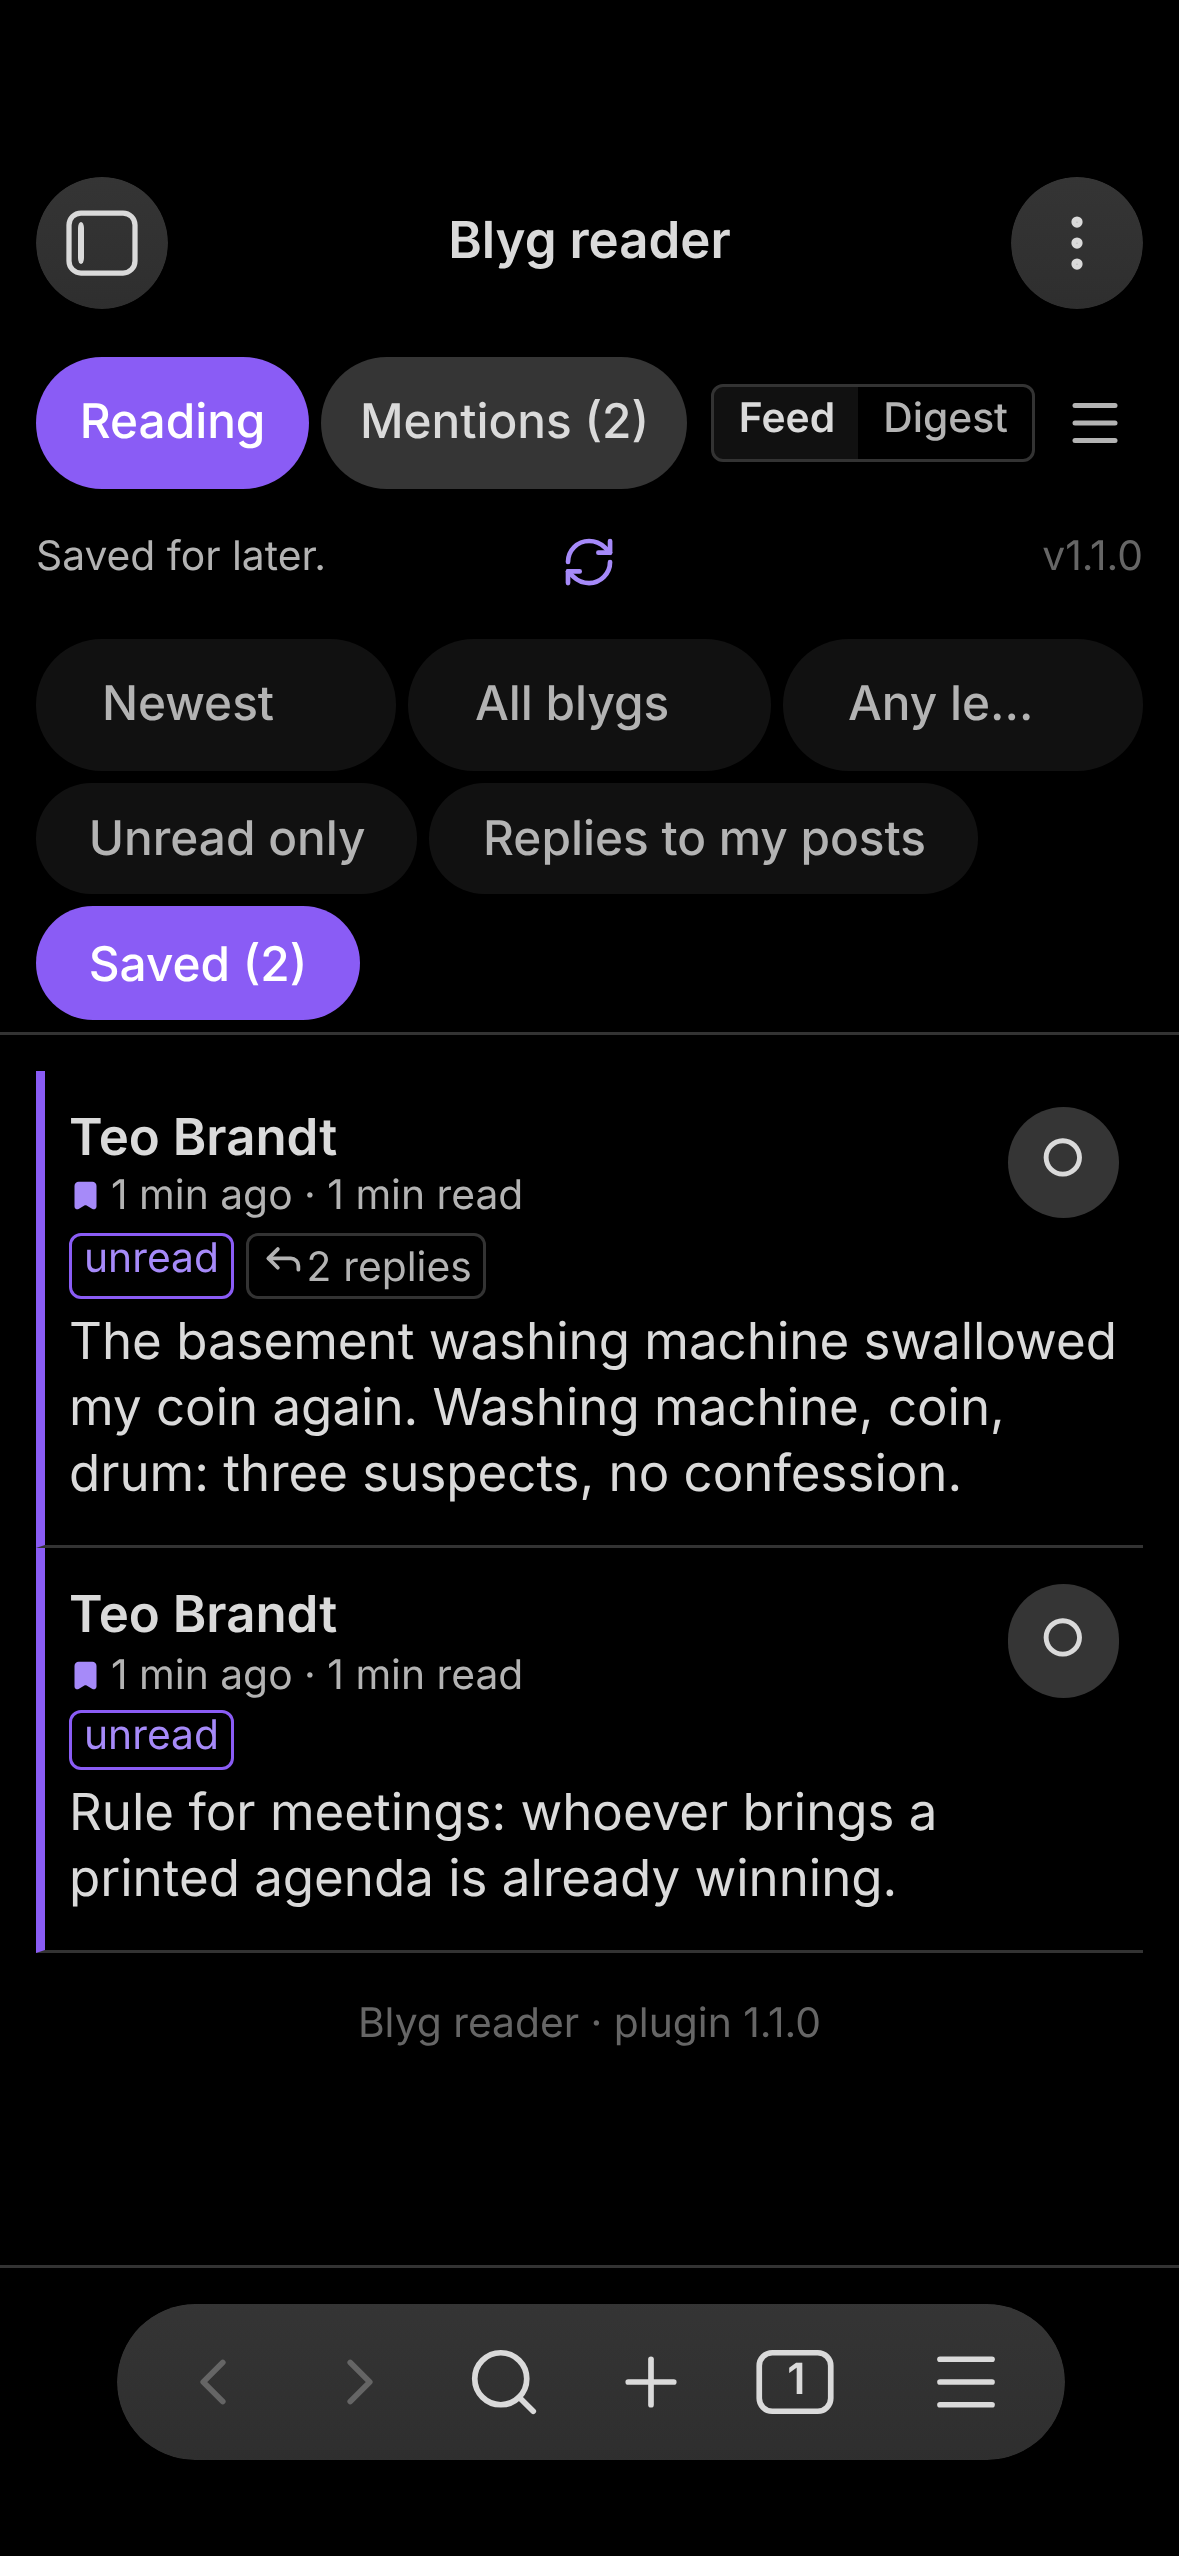 Blyg reader
Reading
Mentions (2)
Feed
Digest
Saved for later.
v1.1.0
Newest
All blygs
Any le...
Unread only
Replies to my posts
Saved (2)
Teo Brandt
1 min ago · 1 min read
unread
2 replies
The basement washing machine swallowed
my coin again. Washing machine, coin,
drum: three suspects, no confession.
Teo Brandt
1 min ago · 1 min read
unread
Rule for meetings: whoever brings a
printed agenda is already winning.
Blyg reader · plugin 1.1.0
1